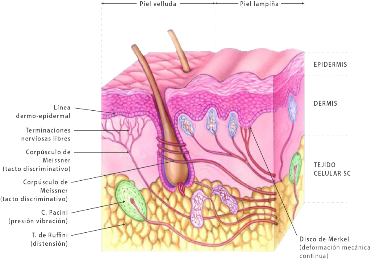 Piel velluda
Piel lampiña
EPIDERMIS
DERMIS
TEJIDO
CELULAR SC
Línea
dermo-epidermal
Terminaciones
nerviosas libres
Corpúsculo de
Meissner
(tacto discriminativo)
Corpúsculo de
Meissner
(tacto discriminativo)
C. Pacini
(presión vibración)
T. de Ruffini
(distensión)
Disco de Merkel
(deformación mecánica
continua)